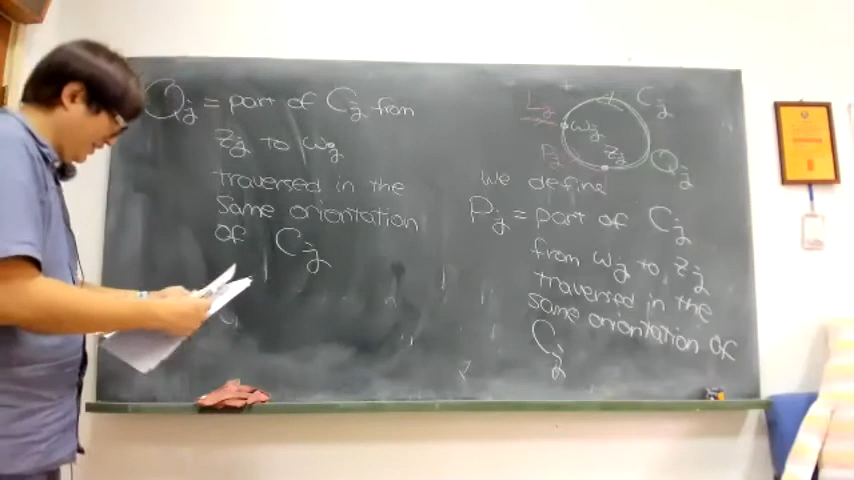 Q_j = part of C_j from
z_j to w_j
traversed in the
same orientation
of C_j
L_j
C_j
w_j
P_j
z_j
Q_j
We define
P_j = part of C_j
from w_j to z_j
traversed in the
same orientation of
C_j